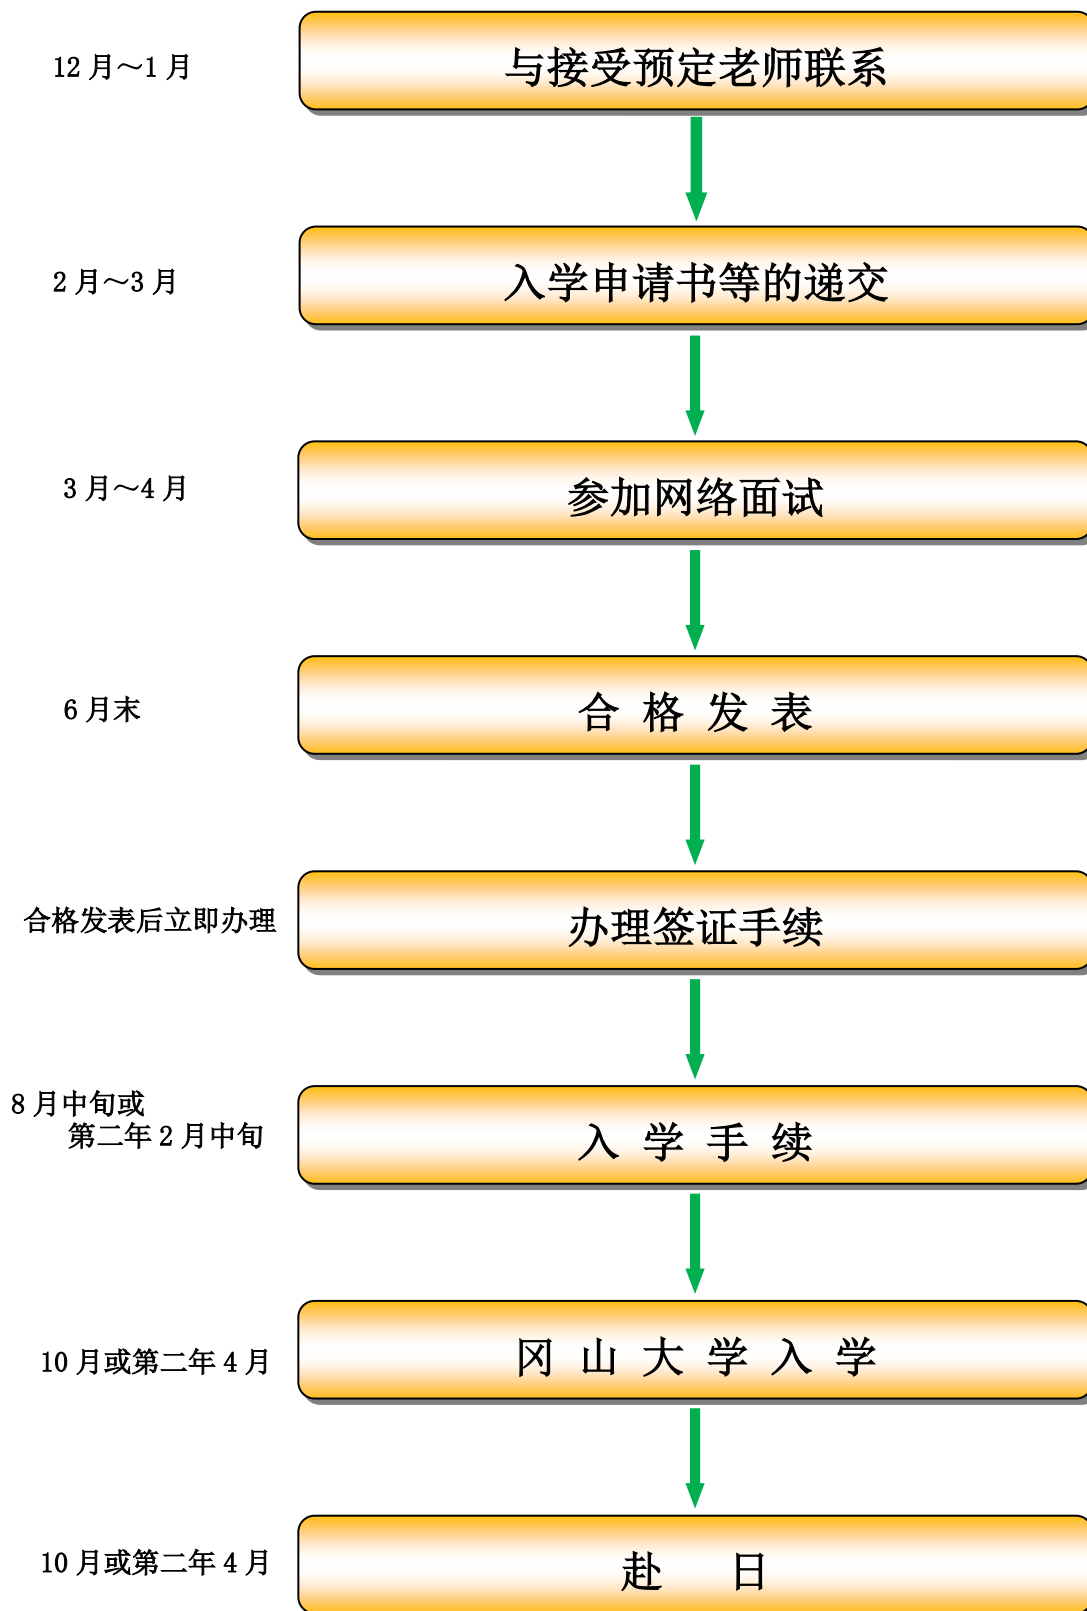 12月～1月
与接受预定老师联系
2月～3月
入学申请书等的递交
3月～4月
参加网络面试
6月末
合 格 发 表
合格发表后立即办理
办理签证手续
8月中旬或
第二年2月中旬
入 学 手 续
10月或第二年4月
冈 山 大 学 入 学
10月或第二年4月
赴 日